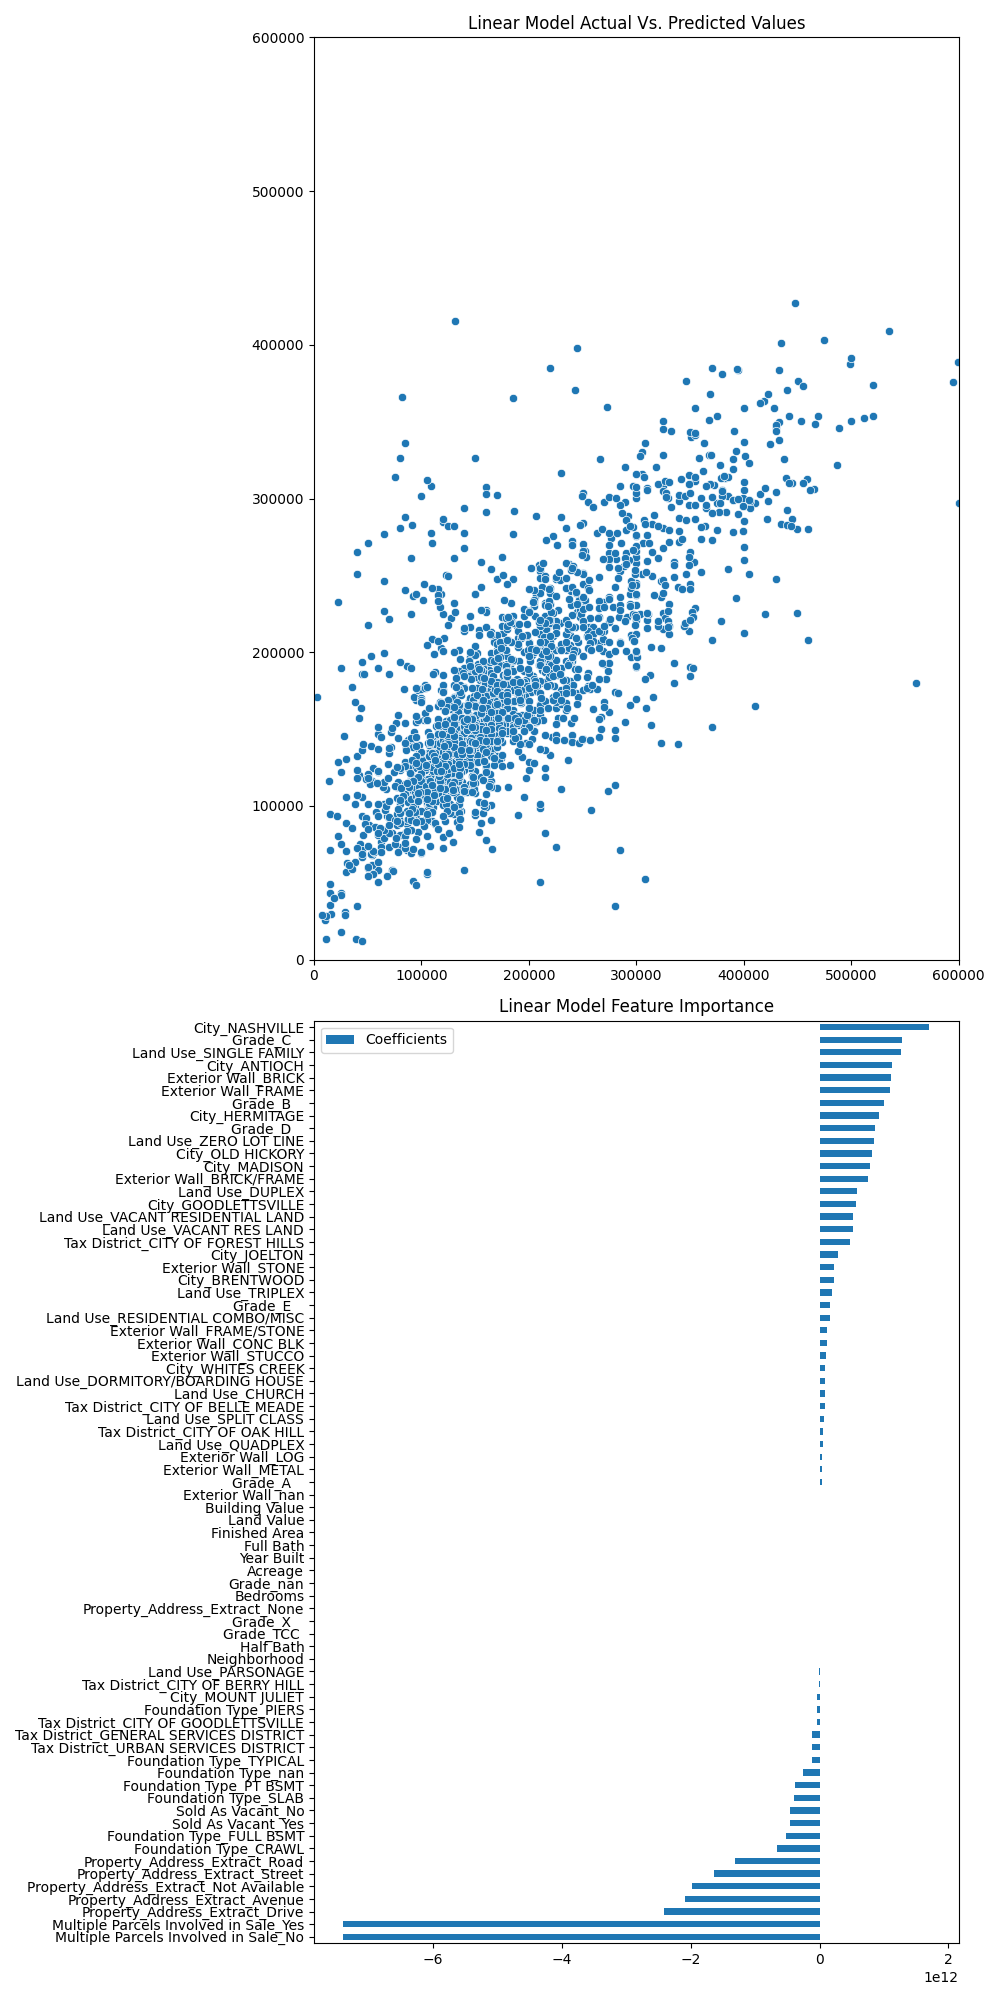 Linear Model Actual Vs. Predicted Values
600000
500000
400000
300000
200000
100000
0
0 100000 200000 300000 400000 500000 600000
Linear Model Feature Importance
Coefficients
City_NASHVILLE
Grade_C
Land Use_SINGLE FAMILY
City_ANTIOCH
Exterior Wall_BRICK
Exterior Wall_FRAME
Grade_B
City_HERMITAGE
Grade_D
Land Use_ZERO LOT LINE
City_OLD HICKORY
City_MADISON
Exterior Wall_BRICK/FRAME
Land Use_DUPLEX
City_GOODLETTSVILLE
Land Use_VACANT RESIDENTIAL LAND
Land Use_VACANT RES LAND
Tax District_CITY OF FOREST HILLS
City_JOELTON
Exterior Wall_STONE
City_BRENTWOOD
Land Use_TRIPLEX
Grade_E
Land Use_RESIDENTIAL COMBO/MISC
Exterior Wall_FRAME/STONE
Exterior Wall_CONC BLK
Exterior Wall_STUCCO
City_WHITES CREEK
Land Use_DORMITORY/BOARDING HOUSE
Land Use_CHURCH
Tax District_CITY OF BELLE MEADE
Land Use_SPLIT CLASS
Tax District_CITY OF OAK HILL
Land Use_QUADPLEX
Exterior Wall_LOG
Exterior Wall_METAL
Grade_A
Exterior Wall_nan
Building Value
Land Value
Finished Area
Full Bath
Year Built
Acreage
Grade_nan
Bedrooms
Property_Address_Extract_None
Grade_X
Grade_TCC
Half Bath
Neighborhood
Land Use_PARSONAGE
Tax District_CITY OF BERRY HILL
City_MOUNT JULIET
Foundation Type_PIERS
Tax District_CITY OF GOODLETTSVILLE
Tax District_GENERAL SERVICES DISTRICT
Tax District_URBAN SERVICES DISTRICT
Foundation Type_TYPICAL
Foundation Type_nan
Foundation Type_PT BSMT
Foundation Type_SLAB
Sold As Vacant_No
Sold As Vacant_Yes
Foundation Type_FULL BSMT
Foundation Type_CRAWL
Property_Address_Extract_Road
Property_Address_Extract_Street
Property_Address_Extract_Not Available
Property_Address_Extract_Avenue
Property_Address_Extract_Drive
Multiple Parcels Involved in Sale_Yes
Multiple Parcels Involved in Sale_No
−6 −4 −2 0 2
1e12